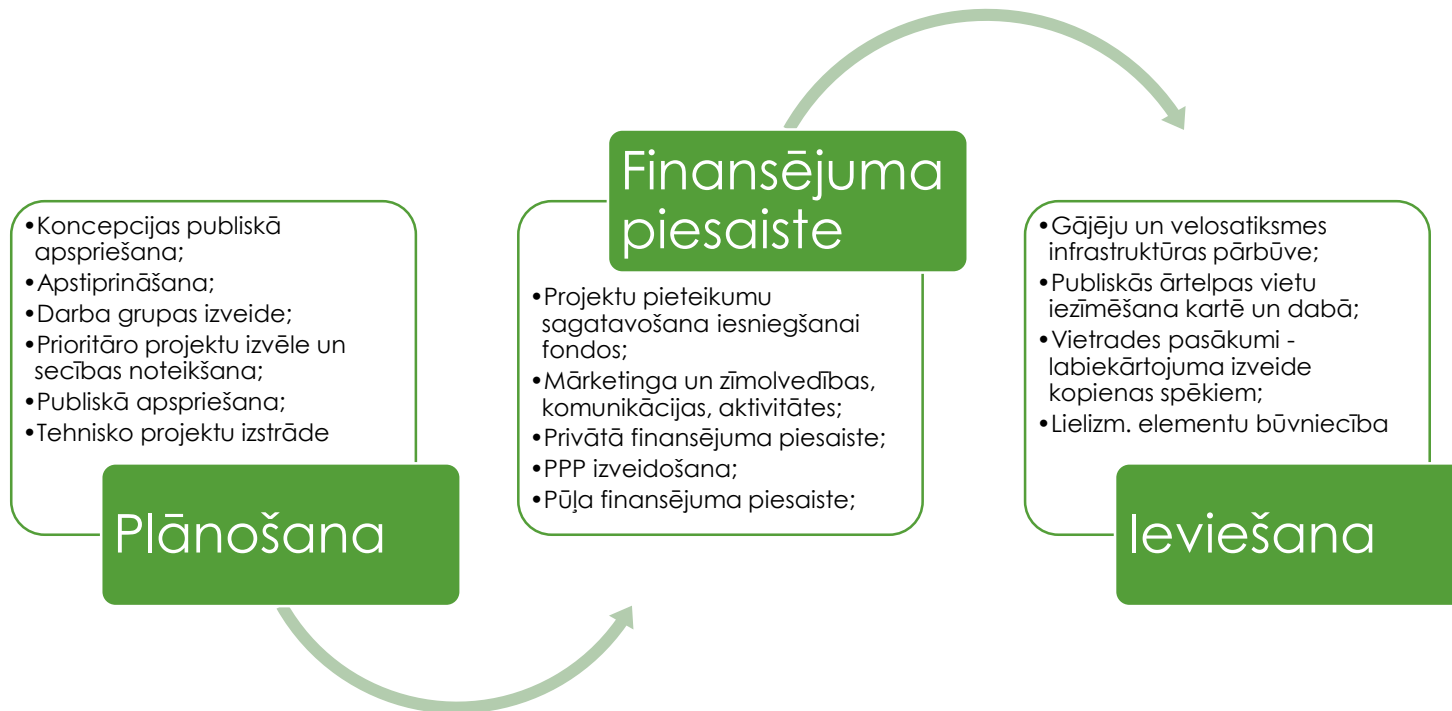 •Koncepcijas publiskā
apspriešana;
•Apstiprināšana;
•Darba grupas izveide;
•Prioritāro projektu izvēle un
secības noteikšana;
•Publiskā apspriešana;
•Tehnisko projektu izstrāde
Plānošana
Finansējuma
piesaiste
•Projektu pieteikumu
sagatavošana iesniegšanai
fondos;
•Mārketinga un zīmolvedības,
komunikācijas, aktivitātes;
•Privātā finansējuma piesaiste;
•PPP izveidošana;
•Pūļa finansējuma piesaiste;
•Gājēju un velosatiksmes
infrastruktūras pārbūve;
•Publiskās ārtelpas vietu
iezīmēšana kartē un dabā;
•Vietrades pasākumi -
labiekārtojuma izveide
kopienas spēkiem;
•Lielizm. elementu būvniecība
Ieviešana